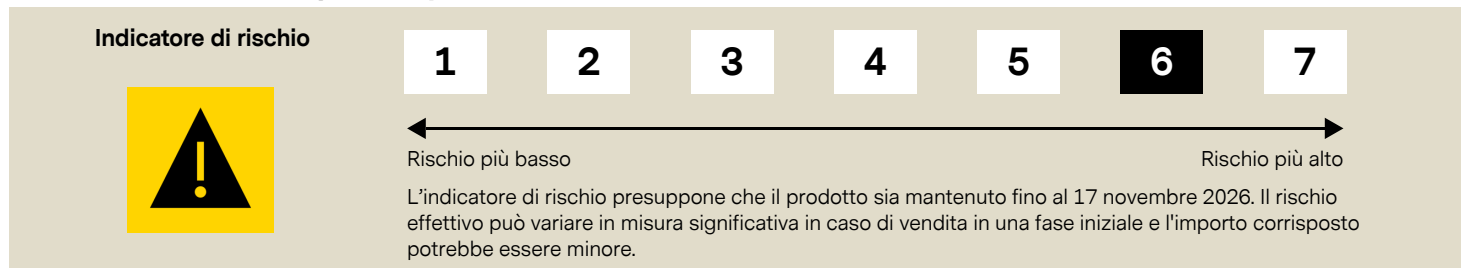 Indicatore di rischio
1 2 3 4 5 6 7
Rischio più basso Rischio più alto
L'indicatore di rischio presuppone che il prodotto sia mantenuto fino al 17 novembre 2026. Il rischio
effettivo può variare in misura significativa in caso di vendita in una fase iniziale e l'importo corrisposto
potrebbe essere minore.